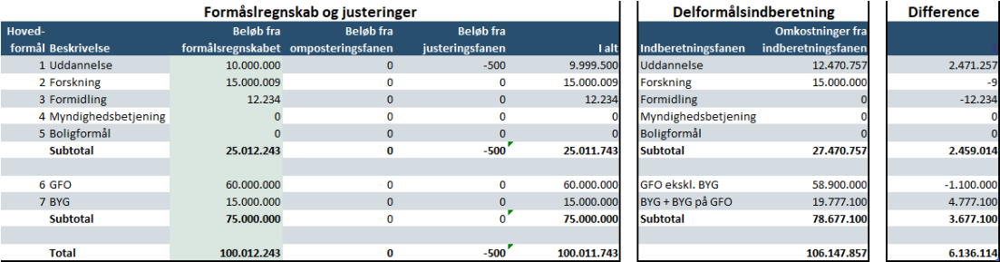 Formåslregnskab og justeringer Delformålsindberetning Difference
Hoved- Beløb fra Beløb fra Beløb fra Omkostninger fra
formål Beskrivelse formålsregnskabet omposteringsfanen justeringsfanen I alt Indberetningsfanen indberetningsfanen
1 Uddannelse 10.000.000 0 -500 9.999.500 Uddannelse 12.470.757 2.471.257
2 Forskning 15.000.009 0 0 15.000.009 Forskning 15.000.000 -9
3 Formidling 12.234 0 0 12.234 Formidling 0 -12.234
4 Myndighedsbetjening 0 0 0 0 Myndighedsbetjening 0 0
5 Boligformål 0 0 0 0 Boligformål 0 0
Subtotal 25.012.243 0 -500 25.011.743 Subtotal 27.470.757 2.459.014
6 GFO 60.000.000 0 0 60.000.000 GFO ekskl. BYG 58.900.000 -1.100.000
7 BYG 15.000.000 0 0 15.000.000 BYG + BYG på GFO 19.777.100 4.777.100
Subtotal 75.000.000 0 0 75.000.000 Subtotal 78.677.100 3.677.100
Total 100.012.243 0 -500 100.011.743 106.147.857 6.136.114